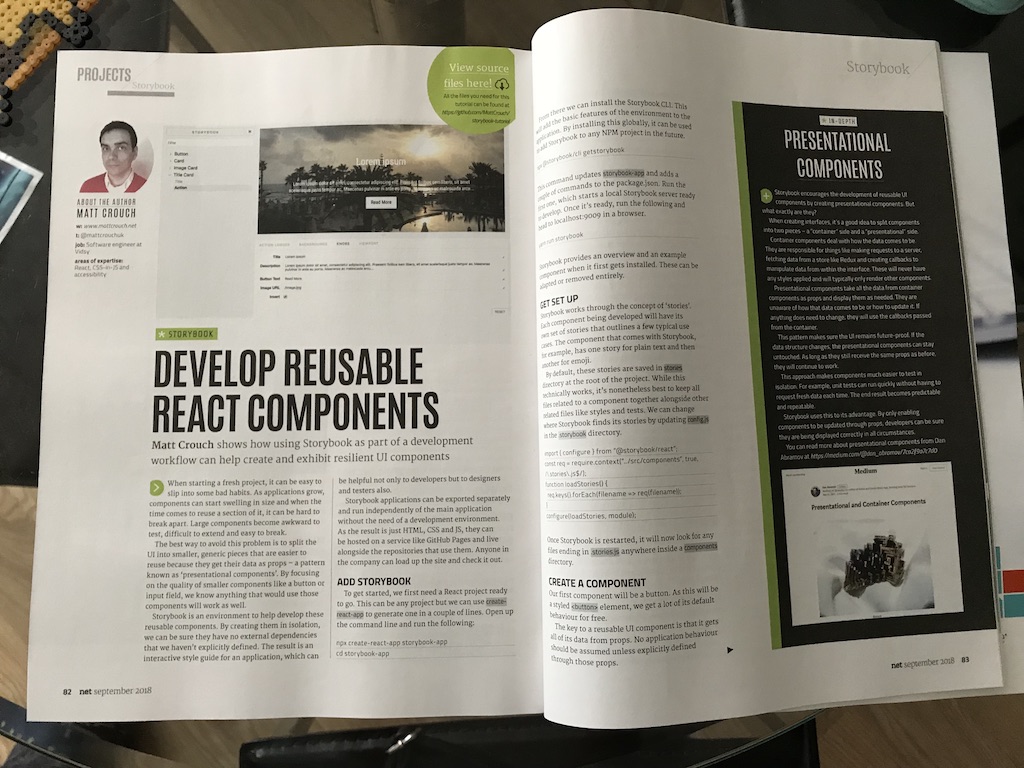 PROJECTS
Storybook
View source
files here!
All the files you need for this
tutorial can be found at
https://github.com/MattCrouch/
storybook-tutorial
ABOUT THE AUTHOR
MATT CROUCH
w: www.mattcrouch.net
t: @mattcrouchuk
job: Software engineer at
Vidsy
areas of expertise:
React, CSS-in-JS and
accessibility
STORYBOOK
Button
Card
Image Card
Title Card
Title
Action
Lorem ipsum
Read More
ACTION LOGGER BACKGROUNDS KNOBS
Title Lorem ipsum
Description
Button Text Read More
Image URL /image.jpg
Invert
RESET
STORYBOOK
DEVELOP REUSABLE
REACT COMPONENTS
Matt Crouch shows how using Storybook as part of a development
workflow can help create and exhibit resilient UI components
When starting a fresh project, it can be easy to
slip into some bad habits. As applications grow,
components can start swelling in size and when the
time comes to reuse a section of it, it can be hard to
break apart. Large components become awkward to
test, difficult to extend and easy to break.
The best way to avoid this problem is to split the
UI into smaller, generic pieces that are easier to
reuse because they get their data as props – a pattern
known as 'presentational components'. By focusing
on the quality of smaller components like a button or
input field, we know anything that would use those
components will work as well.
Storybook is an environment to help develop these
reusable components. By creating them in isolation,
we can be sure they have no external dependencies
that we haven't explicitly defined. The result is an
interactive style guide for an application, which can
be helpful not only to developers but to designers
and testers also.
Storybook applications can be exported separately
and run independently of the main application
without the need of a development environment.
As the result is just HTML, CSS and JS, they can
be hosted on a service like GitHub Pages and live
alongside the repositories that use them. Anyone in
the company can load up the site and check it out.
ADD STORYBOOK
To get started, we first need a React project ready
to go. This can be any project but we can use create-
react-app to generate one in a couple of lines. Open up
the command line and run the following:
npx create-react-app storybook-app
cd storybook-app
82 net september 2018
Storybook
From there we can install the Storybook CLI. This
will add the basic features of the environment to the
application. By installing this globally, it can be used
to add Storybook to any NPM project in the future.
@storybook/cli getstorybook
This command updates storybook-app and adds a
couple of commands to the package.json. Run the
first one, which starts a local Storybook server ready
to develop. Once it's ready, run the following and
head to localhost:9009 in a browser.
run storybook
Storybook provides an overview and an example
component when it first gets installed. These can be
adapted or removed entirely.
GET SET UP
Storybook works through the concept of 'stories'.
Each component being developed will have its
own set of stories that outlines a few typical use
cases. The component that comes with Storybook,
for example, has one story for plain text and then
another for emoji.
By default, these stories are saved in stories
directory at the root of the project. While this
technically works, it's nonetheless best to keep all
files related to a component together alongside other
related files like styles and tests. We can change
where Storybook finds its stories by updating config.js
in the .storybook directory.
import { configure } from "@storybook/react";
const req = require.context("../src/components", true,
/\.stories\.js$/);
function loadStories() {
req.keys().forEach(filename => req(filename));
}
configure(loadStories, module);
Once Storybook is restarted, it will now look for any
files ending in .stories.js anywhere inside a components
directory.
CREATE A COMPONENT
Our first component will be a button. As this will be
a styled <button> element, we get a lot of its default
behaviour for free.
The key to a reusable UI component is that it gets
all of its data from props. No application behaviour
should be assumed unless explicitly defined
through those props.
IN-DEPTH
PRESENTATIONAL
COMPONENTS
Storybook encourages the development of reusable UI
components by creating presentational components. But
what exactly are they?
When creating interfaces, it's a good idea to split components
into two pieces – a 'container' side and a 'presentational' side.
Container components deal with how the data comes to be.
They are responsible for things like making requests to a server,
fetching data from a store like Redux and creating callbacks to
manipulate data from within the interface. These will never have
any styles applied and will typically only render other components.
Presentational components take all the data from container
components as props and display them as needed. They are
unaware of how that data comes to be or how to update it. If
anything does need to change, they will use the callbacks passed
from the container.
This pattern makes sure the UI remains future-proof. If the
data structure changes, the presentational components can stay
untouched. As long as they still receive the same props as before,
they will continue to work.
This approach makes components much easier to test in
isolation. For example, unit tests can run quickly without having to
request fresh data each time. The end result becomes predictable
and repeatable.
Storybook uses this to its advantage. By only enabling
components to be updated through props, developers can be sure
they are being displayed correctly in all circumstances.
You can read more about presentational components from Dan
Abramov at
Medium
Presentational and Container Components
net september 2018 83